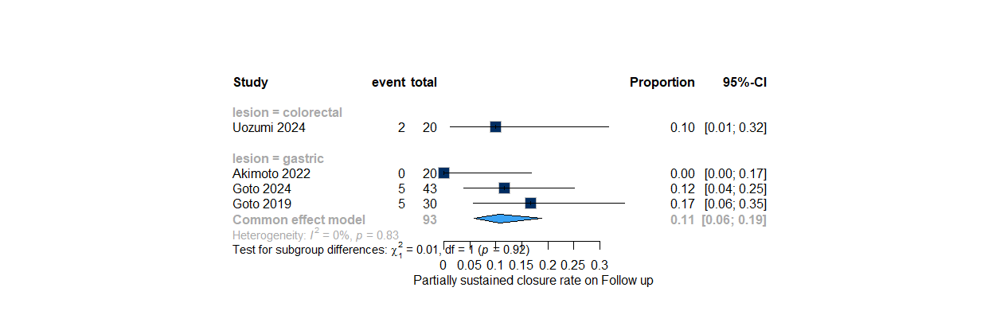 Study event total Proportion 95%-CI
lesion = colorectal
Uozumi 2024 2 20 0.10 [0.01; 0.32]
lesion = gastric
Akimoto 2022 0 20 0.00 [0.00; 0.17]
Goto 2024 5 43 0.12 [0.04; 0.25]
Goto 2019 5 30 0.17 [0.06; 0.35]
Common effect model 93 0.11 [0.06; 0.19]
Heterogeneity: I² = 0%, p = 0.83
Test for subgroup differences: χ²₁ = 0.01, df = 1 (p = 0.92)
0 0.05 0.1 0.15 0.2 0.25 0.3
Partially sustained closure rate on Follow up